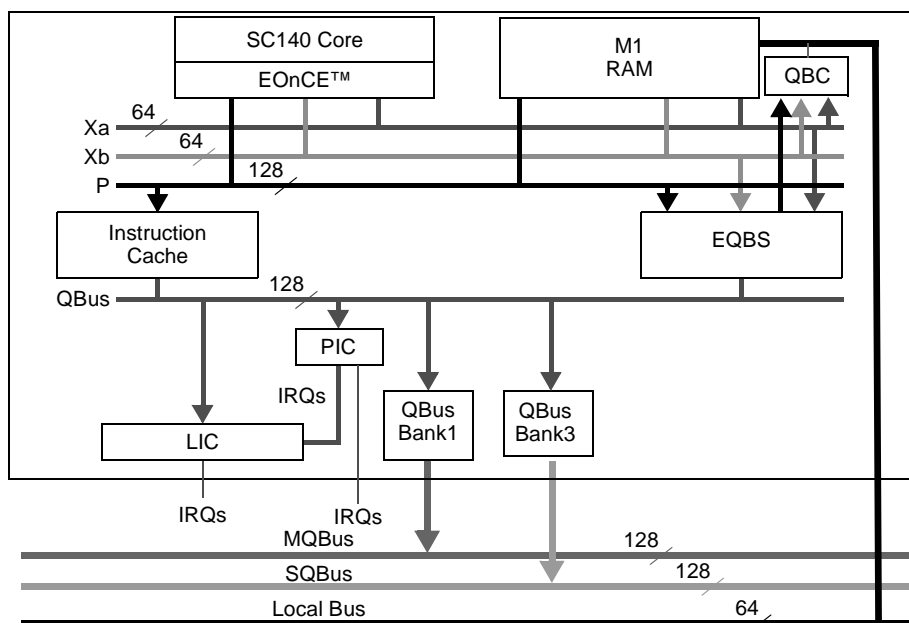 SC140 Core
EOnCE™
M1
RAM
QBC
64
Xa
64
Xb
128
P
Instruction
Cache
EQBS
128
QBus
PIC
IRQs
QBus
Bank1
QBus
Bank3
LIC
IRQs
IRQs
MQBus
128
SQBus
128
Local Bus
64